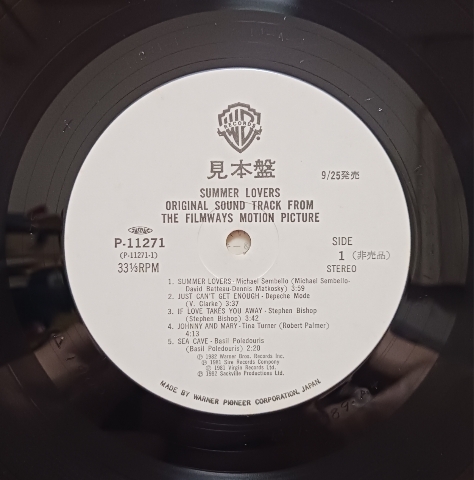 WB
RECORDS
見本盤
9/25発売
SUMMER LOVERS
ORIGINAL SOUND TRACK FROM
THE FILMWAYS MOTION PICTURE
P-11271
(P-11271-1)
33⅓RPM
SIDE
1 (非売品)
STEREO
1. SUMMER LOVERS - Michael Sembello (Michael Sembello-
David Batteau-Dennis Matkosky) 3:59
2. JUST CAN'T GET ENOUGH - Depeche Mode
(V. Clarke) 3:37
3. IF LOVE TAKES YOU AWAY - Stephen Bishop
(Stephen Bishop) 3:42
4. JOHNNY AND MARY - Tina Turner (Robert Palmer)
4:13
5. SEA CAVE - Basil Poledouris
(Basil Poledouris) 2:20
℗ 1982 Warner Bros. Records Inc.
℗ 1981 Sire Records Company
℗ 1981 Virgin Records Ltd.
℗ 1982 Sackville Productions Ltd.
MADE BY WARNER PIONEER CORPORATION, JAPAN